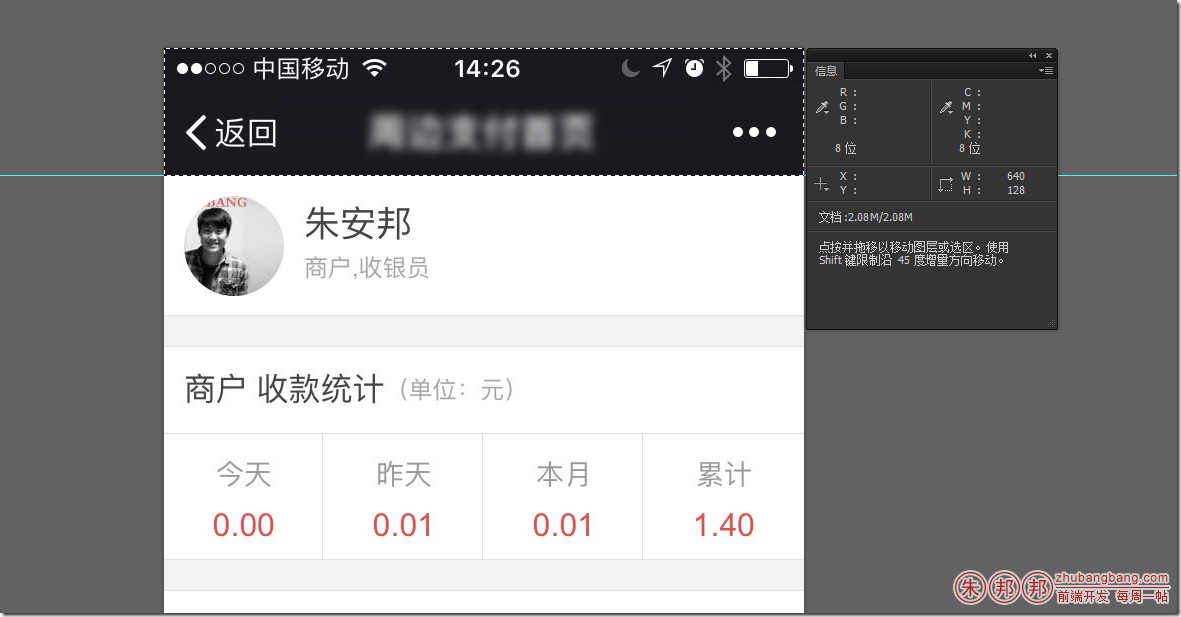 中国移动 14:26
返回
BANG
朱安邦
商户,收银员
商户 收款统计 (单位：元)
今天 昨天 本月 累计
0.00 0.01 0.01 1.40
信息
R : C :
G : M :
B : Y :
K :
8 位 8 位
X : W : 640
Y : H : 128
文档:2.08M/2.08M
点按并拖移以移动图层或选区。使用
Shift 键限制沿 45 度增量方向移动。
朱邦邦
zhubangbang.com
前端开发 每周一帖